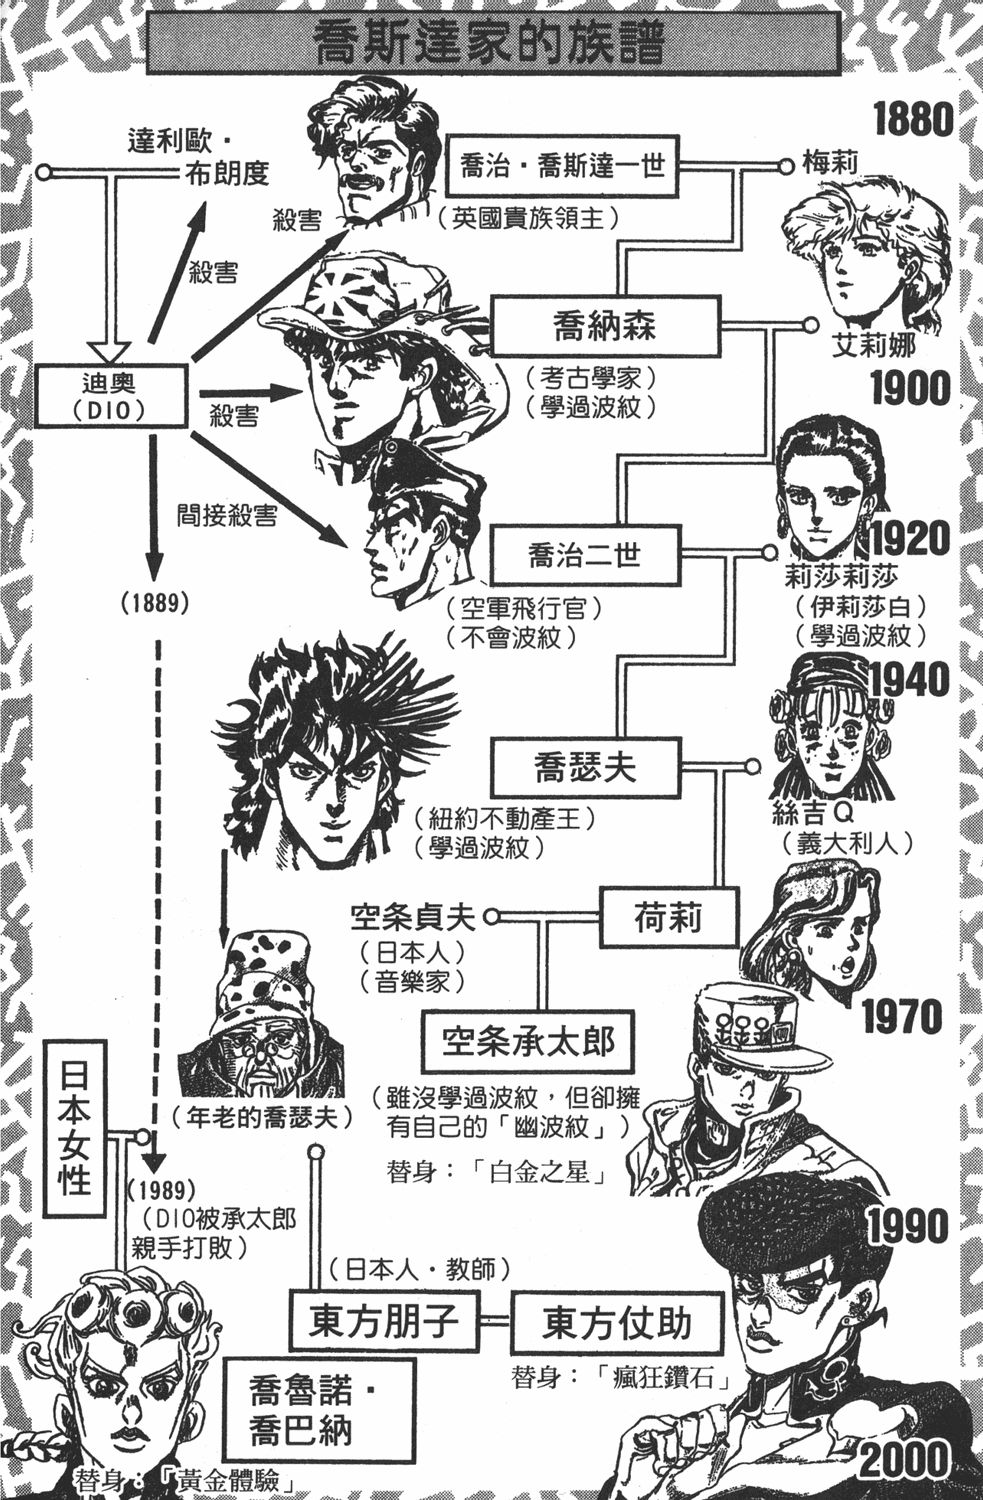 喬斯達家的族譜
1880
達利歐・
布朗度
喬治・喬斯達一世
梅莉
殺害
（英國貴族領主）
殺害
喬納森
艾莉娜
（考古學家）
（學過波紋）
1900
迪奧
（DIO）
殺害
間接殺害
1920
喬治二世
莉莎莉莎
（伊莉莎白）
（學過波紋）
（空軍飛行官）
（不會波紋）
(1889)
1940
喬瑟夫
絲吉Q
（義大利人）
（紐約不動產王）
（學過波紋）
空条貞夫
（日本人）
（音樂家）
荷莉
1970
空条承太郎
（雖沒學過波紋，但卻擁
有自己的「幽波紋」）
替身：「白金之星」
（年老的喬瑟夫）
日本女性
(1989)
（DIO被承太郎
親手打敗）
1990
（日本人・教師）
東方朋子
東方仗助
替身：「瘋狂鑽石」
喬魯諾・
喬巴納
替身：「黃金體驗」
2000